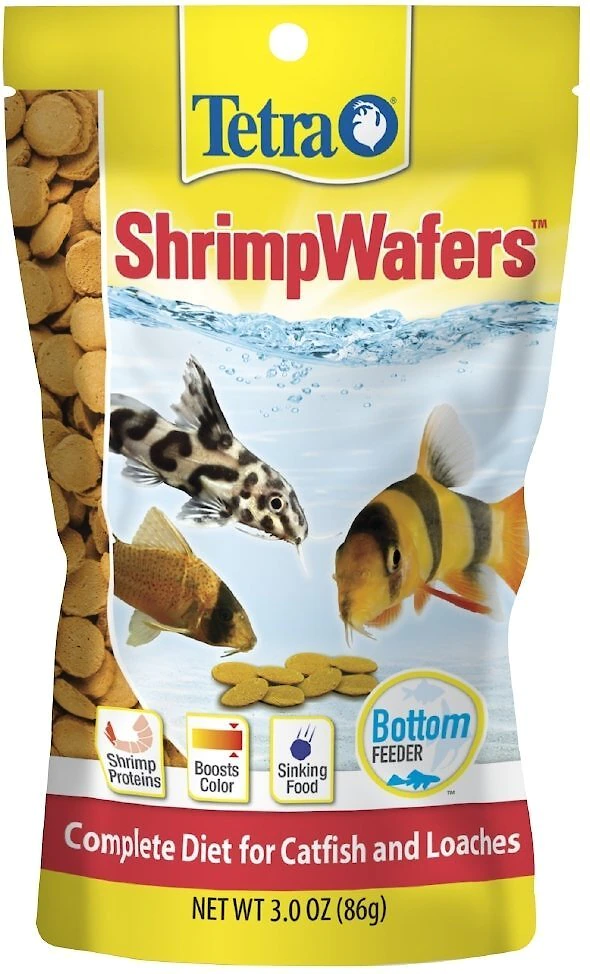 Tetra®
ShrimpWafers™
Shrimp
Proteins
Boosts
Color
Sinking
Food
Bottom
FEEDER
™
Complete Diet for Catfish and Loaches
NET WT 3.0 OZ (86g)